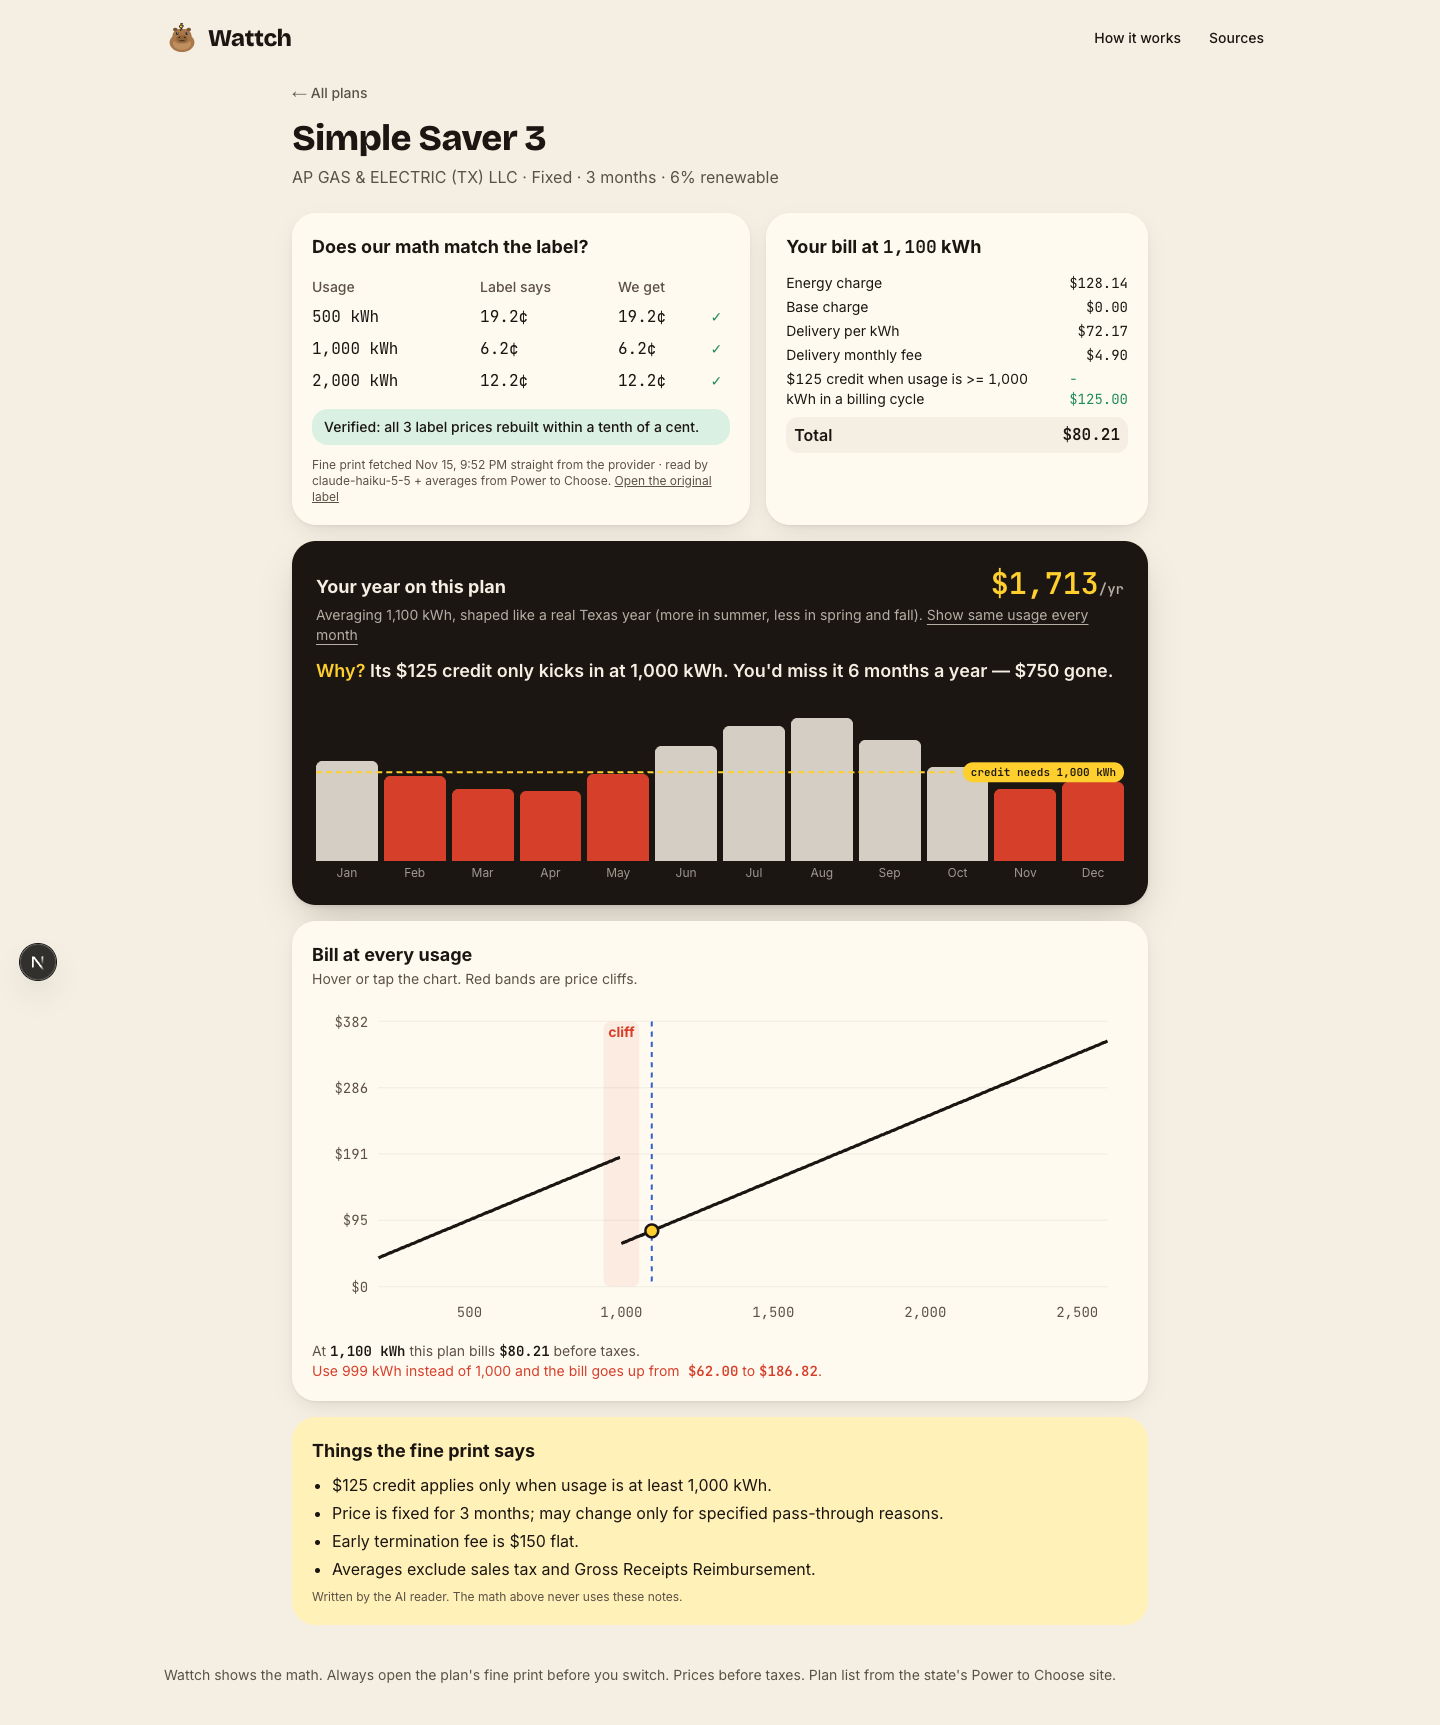 Wattch
How it works
Sources
← All plans
Simple Saver 3
AP GAS & ELECTRIC (TX) LLC · Fixed · 3 months · 6% renewable
Does our math match the label?
Usage Label says We get
500 kWh 19.2¢ 19.2¢ ✓
1,000 kWh 6.2¢ 6.2¢ ✓
2,000 kWh 12.2¢ 12.2¢ ✓
Verified: all 3 label prices rebuilt within a tenth of a cent.
Fine print fetched Nov 15, 9:52 PM straight from the provider · read by
claude-haiku-5-5 + averages from Power to Choose. Open the original
label
Your bill at 1,100 kWh
Energy charge $128.14
Base charge $0.00
Delivery per kWh $72.17
Delivery monthly fee $4.90
$125 credit when usage is >= 1,000 -
kWh in a billing cycle $125.00
Total $80.21
Your year on this plan $1,713/yr
Averaging 1,100 kWh, shaped like a real Texas year (more in summer, less in spring and fall). Show same usage every
month
Why? Its $125 credit only kicks in at 1,000 kWh. You'd miss it 6 months a year — $750 gone.
credit needs 1,000 kWh
Jan Feb Mar Apr May Jun Jul Aug Sep Oct Nov Dec
N
Bill at every usage
Hover or tap the chart. Red bands are price cliffs.
$382
cliff
$286
$191
$95
$0
500 1,000 1,500 2,000 2,500
At 1,100 kWh this plan bills $80.21 before taxes.
Use 999 kWh instead of 1,000 and the bill goes up from $62.00 to $186.82.
Things the fine print says
• $125 credit applies only when usage is at least 1,000 kWh.
• Price is fixed for 3 months; may change only for specified pass-through reasons.
• Early termination fee is $150 flat.
• Averages exclude sales tax and Gross Receipts Reimbursement.
Written by the AI reader. The math above never uses these notes.
Wattch shows the math. Always open the plan's fine print before you switch. Prices before taxes. Plan list from the state's Power to Choose site.